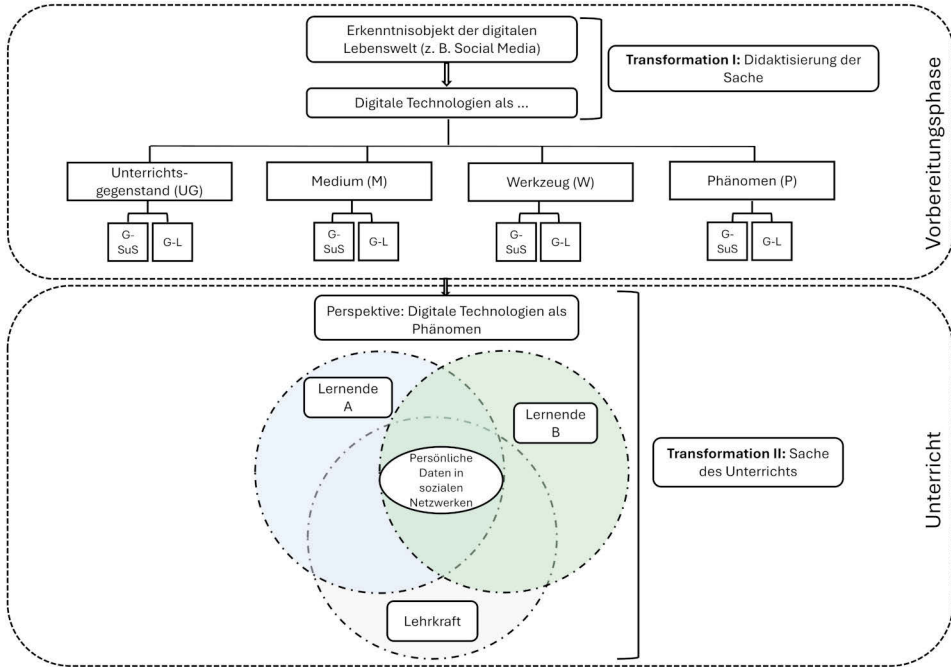 Erkenntnisobjekt der digitalen
Lebenswelt (z. B. Social Media)
Transformation I: Didaktisierung der
Sache
Digitale Technologien als ...
Vorbereitungsphase
Unterrichts-
gegenstand (UG)
Medium (M)
Werkzeug (W)
Phänomen (P)
G-
SuS
G-L
G-
SuS
G-L
G-
SuS
G-L
G-
SuS
G-L
Perspektive: Digitale Technologien als
Phänomen
Lernende
A
Lernende
B
Persönliche
Daten in
sozialen
Netzwerken
Transformation II: Sache
des Unterrichts
Unterricht
Lehrkraft